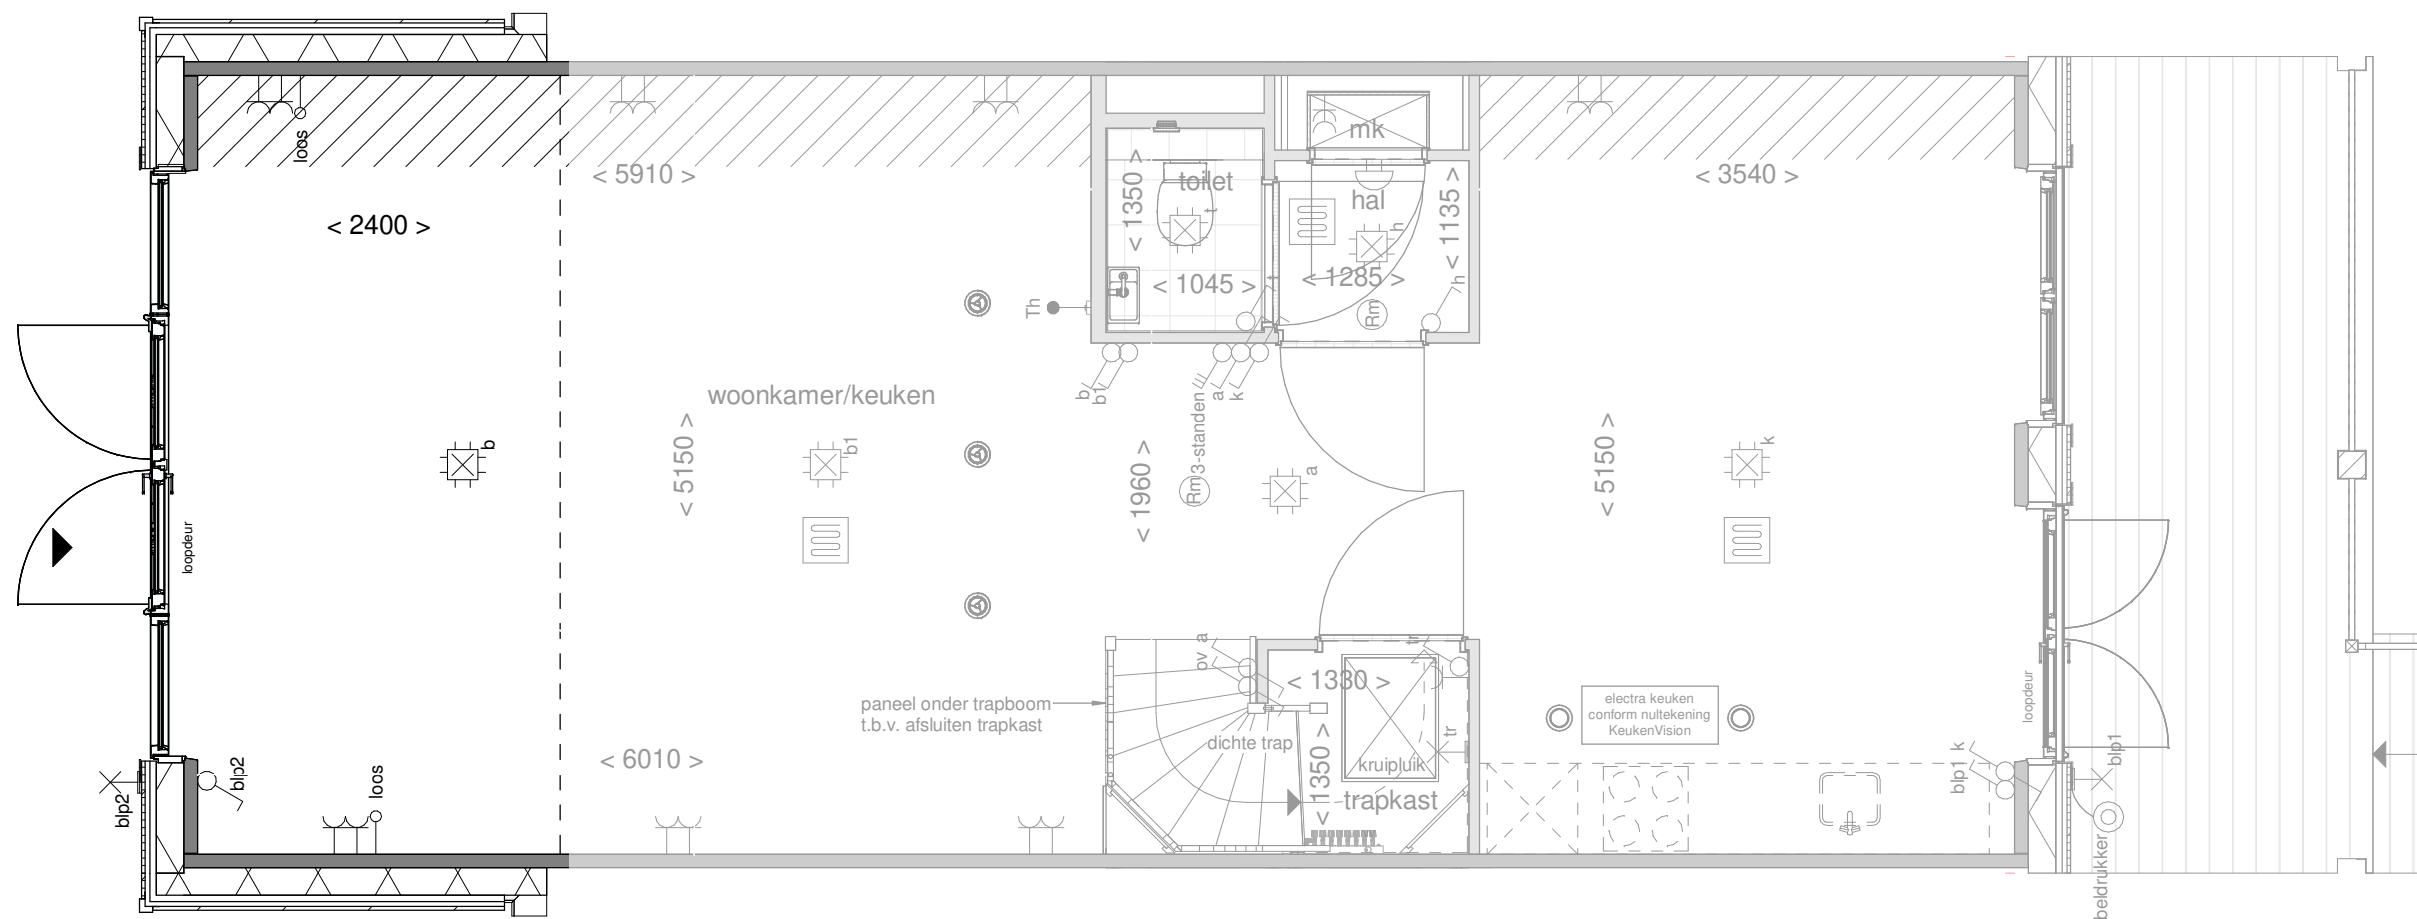 mk
loos
< 5910 >
< 1350 >
toilet
t
hal
h
< 1135 >
< 3540 >
< 2400 >
< 1045 >
t
< 1285 >
h
Th
Rm
b
b1
a
k
woonkamer/keuken
3-standen
Rm
b
b1
< 5150 >
< 1960 >
a
< 5150 >
k
loopdeur
ov a
tr
< 1330 >
paneel onder trapboom
t.b.v. afsluiten trapkast
dichte trap
tr
electra keuken
conform nultekening
KeukenVision
loopdeur
< 6010 >
< 1350 >
kruipluik
trapkast
blp2
blp2
loos
blp1 k
blp1
beldrukker